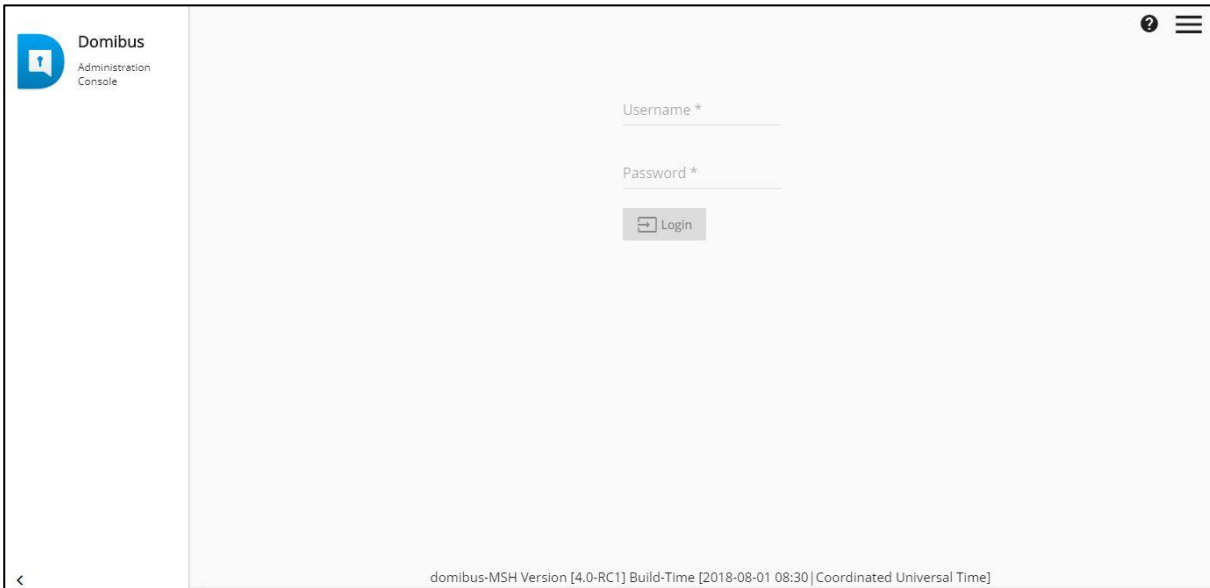 Domibus
Administration
Console
Username *
Password *
Login
domibus-MSH Version [4.0-RC1] Build-Time [2018-08-01 08:30|Coordinated Universal Time]